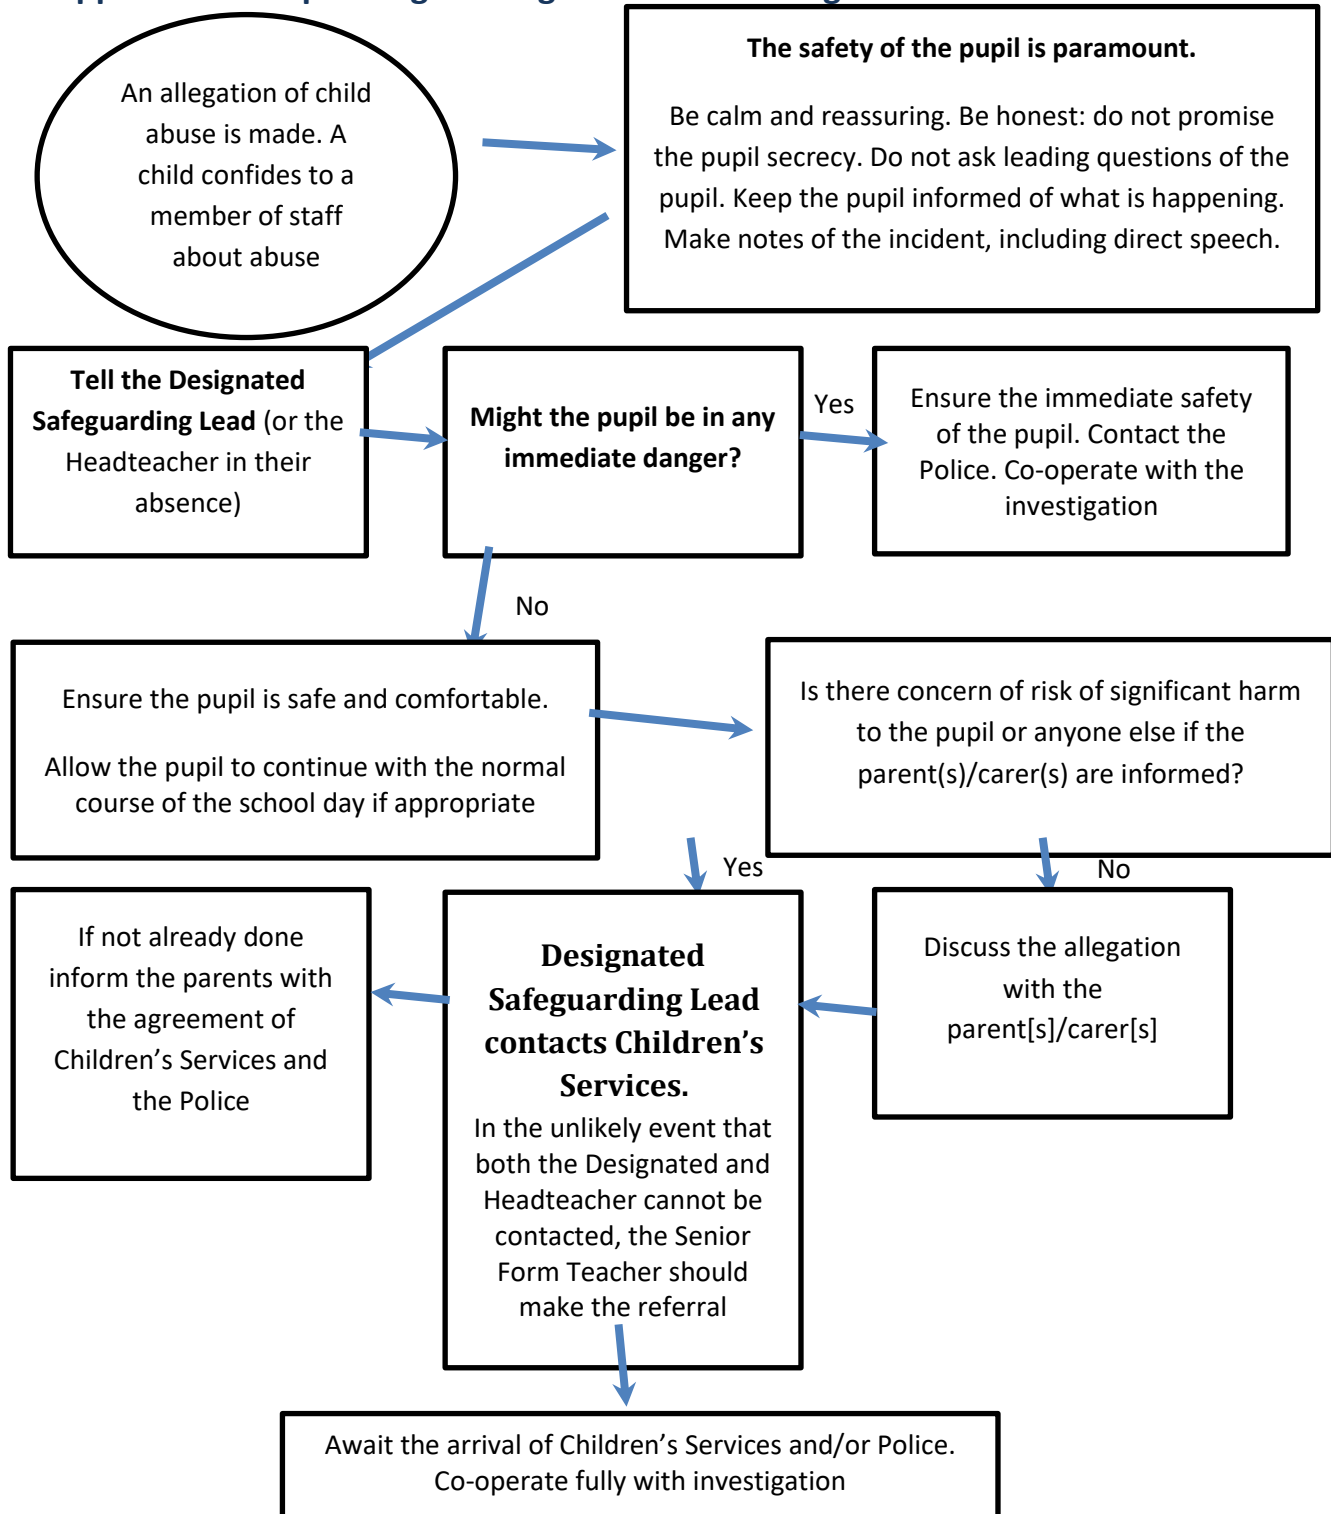 An allegation of child
abuse is made. A
child confides to a
member of staff
about abuse
The safety of the pupil is paramount.
Be calm and reassuring. Be honest: do not promise
the pupil secrecy. Do not ask leading questions of the
pupil. Keep the pupil informed of what is happening.
Make notes of the incident, including direct speech.
Tell the Designated
Safeguarding Lead (or the
Headteacher in their
absence)
Might the pupil be in any
immediate danger?
Yes
Ensure the immediate safety
of the pupil. Contact the
Police. Co-operate with the
investigation
No
Ensure the pupil is safe and comfortable.
Allow the pupil to continue with the normal
course of the school day if appropriate
Is there concern of risk of significant harm
to the pupil or anyone else if the
parent(s)/carer(s) are informed?
Yes
No
If not already done
inform the parents with
the agreement of
Children’s Services and
the Police
Designated
Safeguarding Lead
contacts Children’s
Services.
In the unlikely event that
both the Designated and
Headteacher cannot be
contacted, the Senior
Form Teacher should
make the referral
Discuss the allegation
with the
parent[s]/carer[s]
Await the arrival of Children’s Services and/or Police.
Co-operate fully with investigation